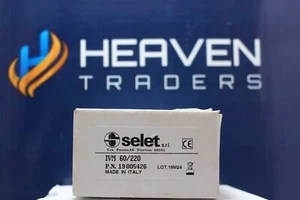 HEAVEN
TRADERS
selet s.r.l
IVM 60/220
P.N. 19005426
MADE IN ITALY
LOT.19W24
CE